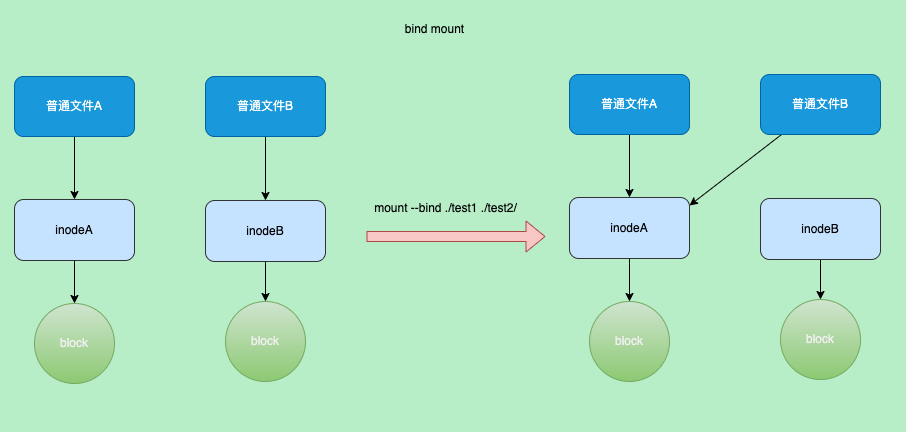 bind mount
普通文件A
普通文件B
普通文件A
普通文件B
mount --bind ./test1 ./test2/
inodeA
inodeB
inodeA
inodeB
block
block
block
block